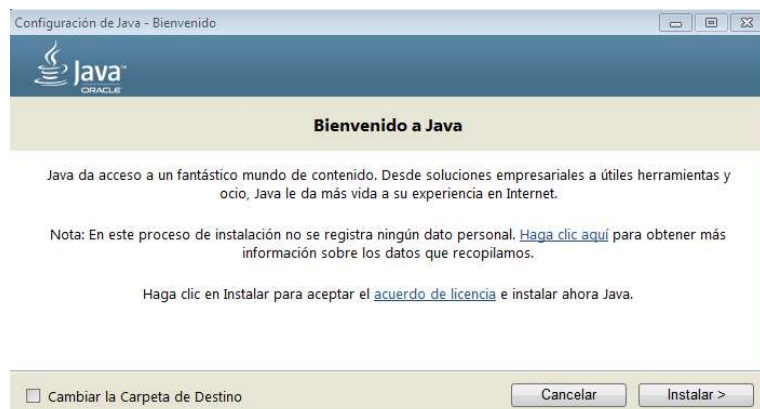 Configuración de Java - Bienvenido
Java™
ORACLE
Bienvenido a Java
Java da acceso a un fantástico mundo de contenido. Desde soluciones empresariales a útiles herramientas y
ocio, Java le da más vida a su experiencia en Internet.
Nota: En este proceso de instalación no se registra ningún dato personal. Haga clic aquí para obtener más
información sobre los datos que recopilamos.
Haga clic en Instalar para aceptar el acuerdo de licencia e instalar ahora Java.
Cambiar la Carpeta de Destino
Cancelar
Instalar >